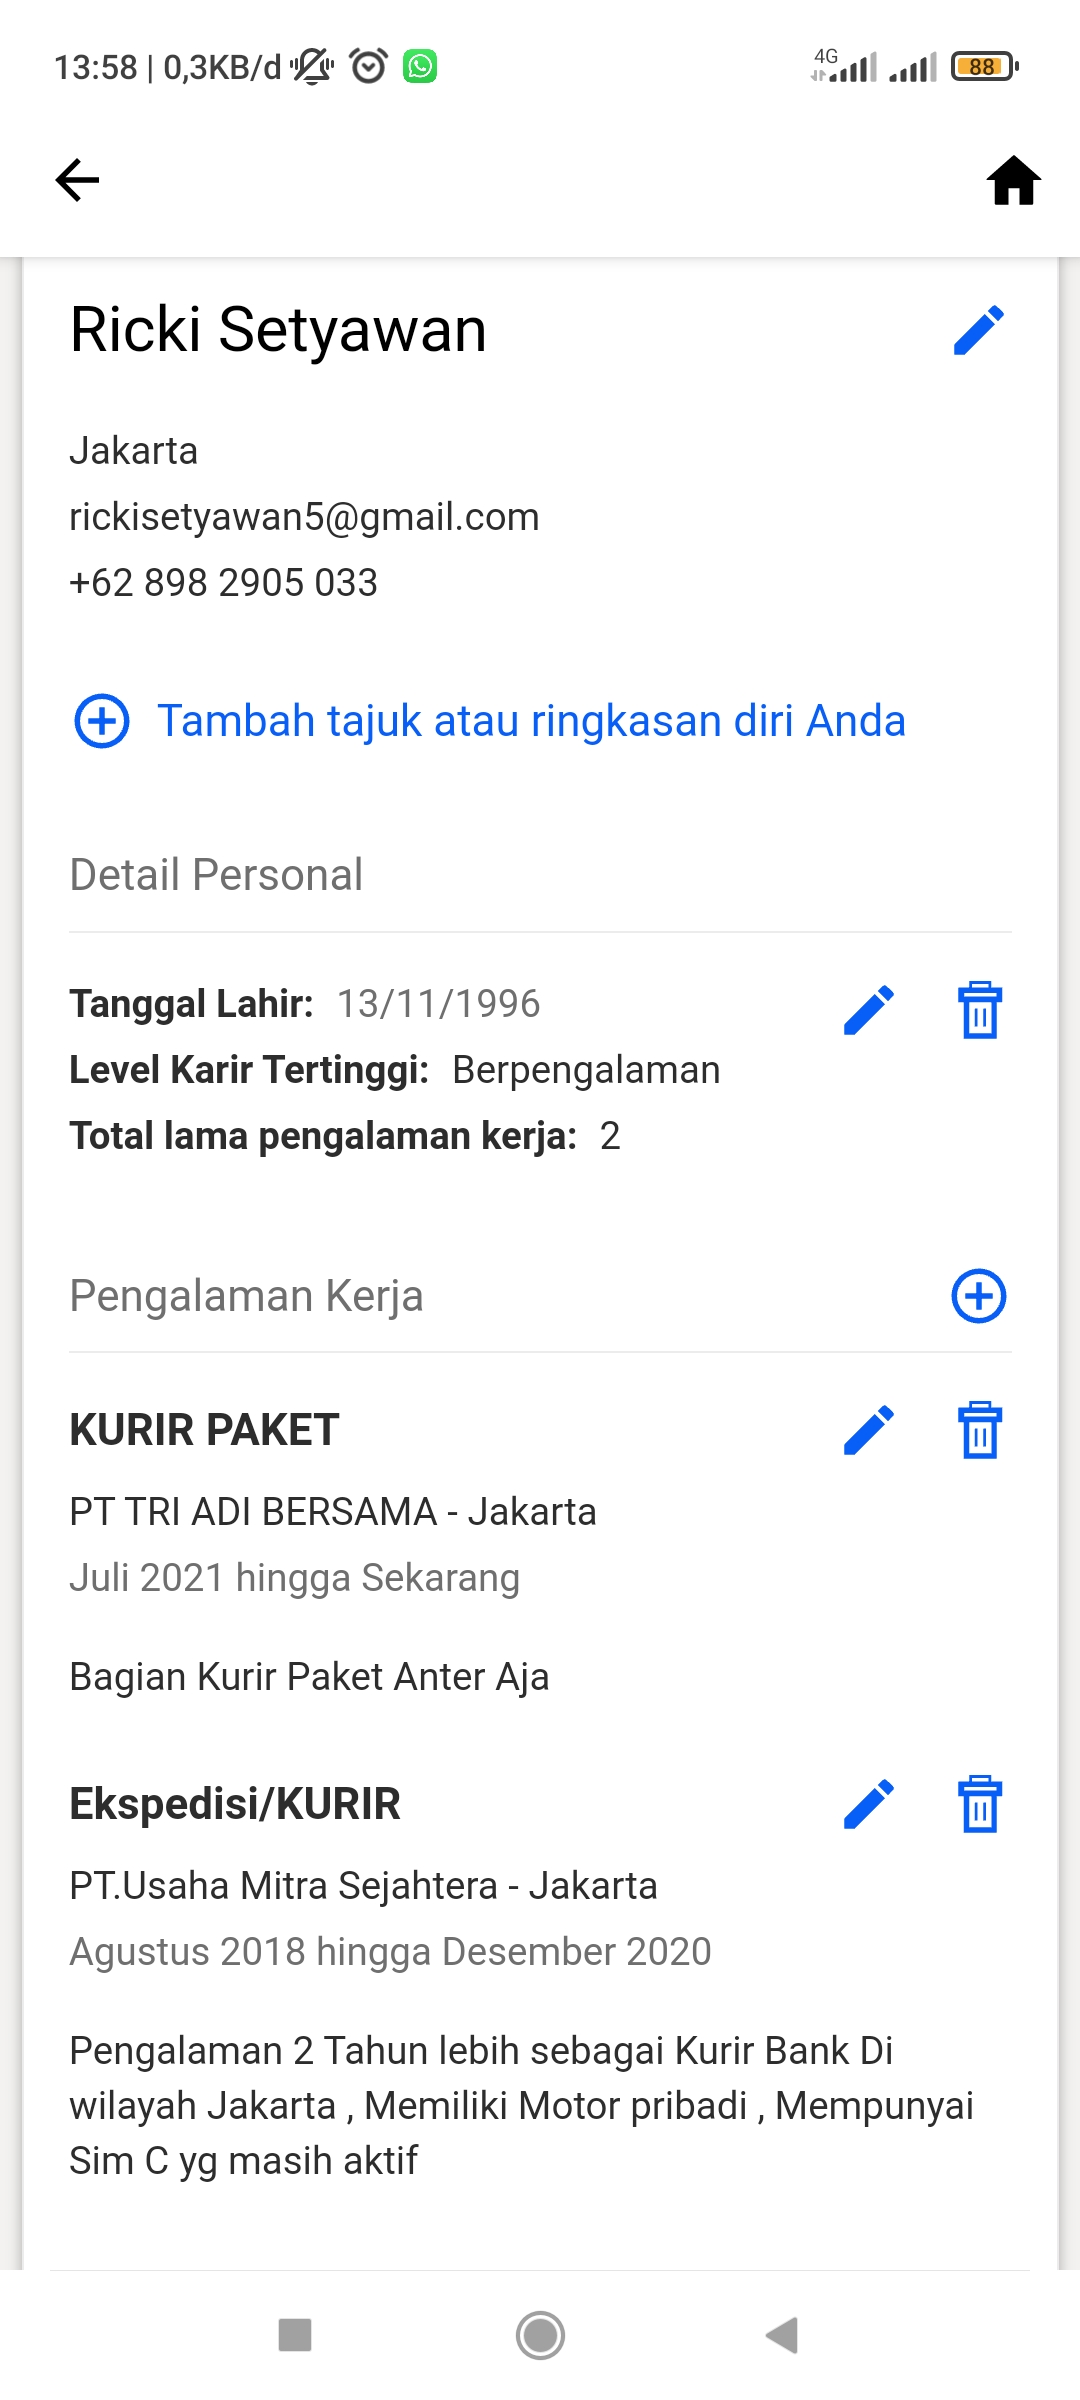 13:58 | 0,3KB/d
4G
88
Ricki Setyawan
Jakarta
rickisetyawan5@gmail.com
+62 898 2905 033
Tambah tajuk atau ringkasan diri Anda
Detail Personal
Tanggal Lahir: 13/11/1996
Level Karir Tertinggi: Berpengalaman
Total lama pengalaman kerja: 2
Pengalaman Kerja
KURIR PAKET
PT TRI ADI BERSAMA - Jakarta
Juli 2021 hingga Sekarang
Bagian Kurir Paket Anter Aja
Ekspedisi/KURIR
PT.Usaha Mitra Sejahtera - Jakarta
Agustus 2018 hingga Desember 2020
Pengalaman 2 Tahun lebih sebagai Kurir Bank Di
wilayah Jakarta , Memiliki Motor pribadi , Mempunyai
Sim C yg masih aktif